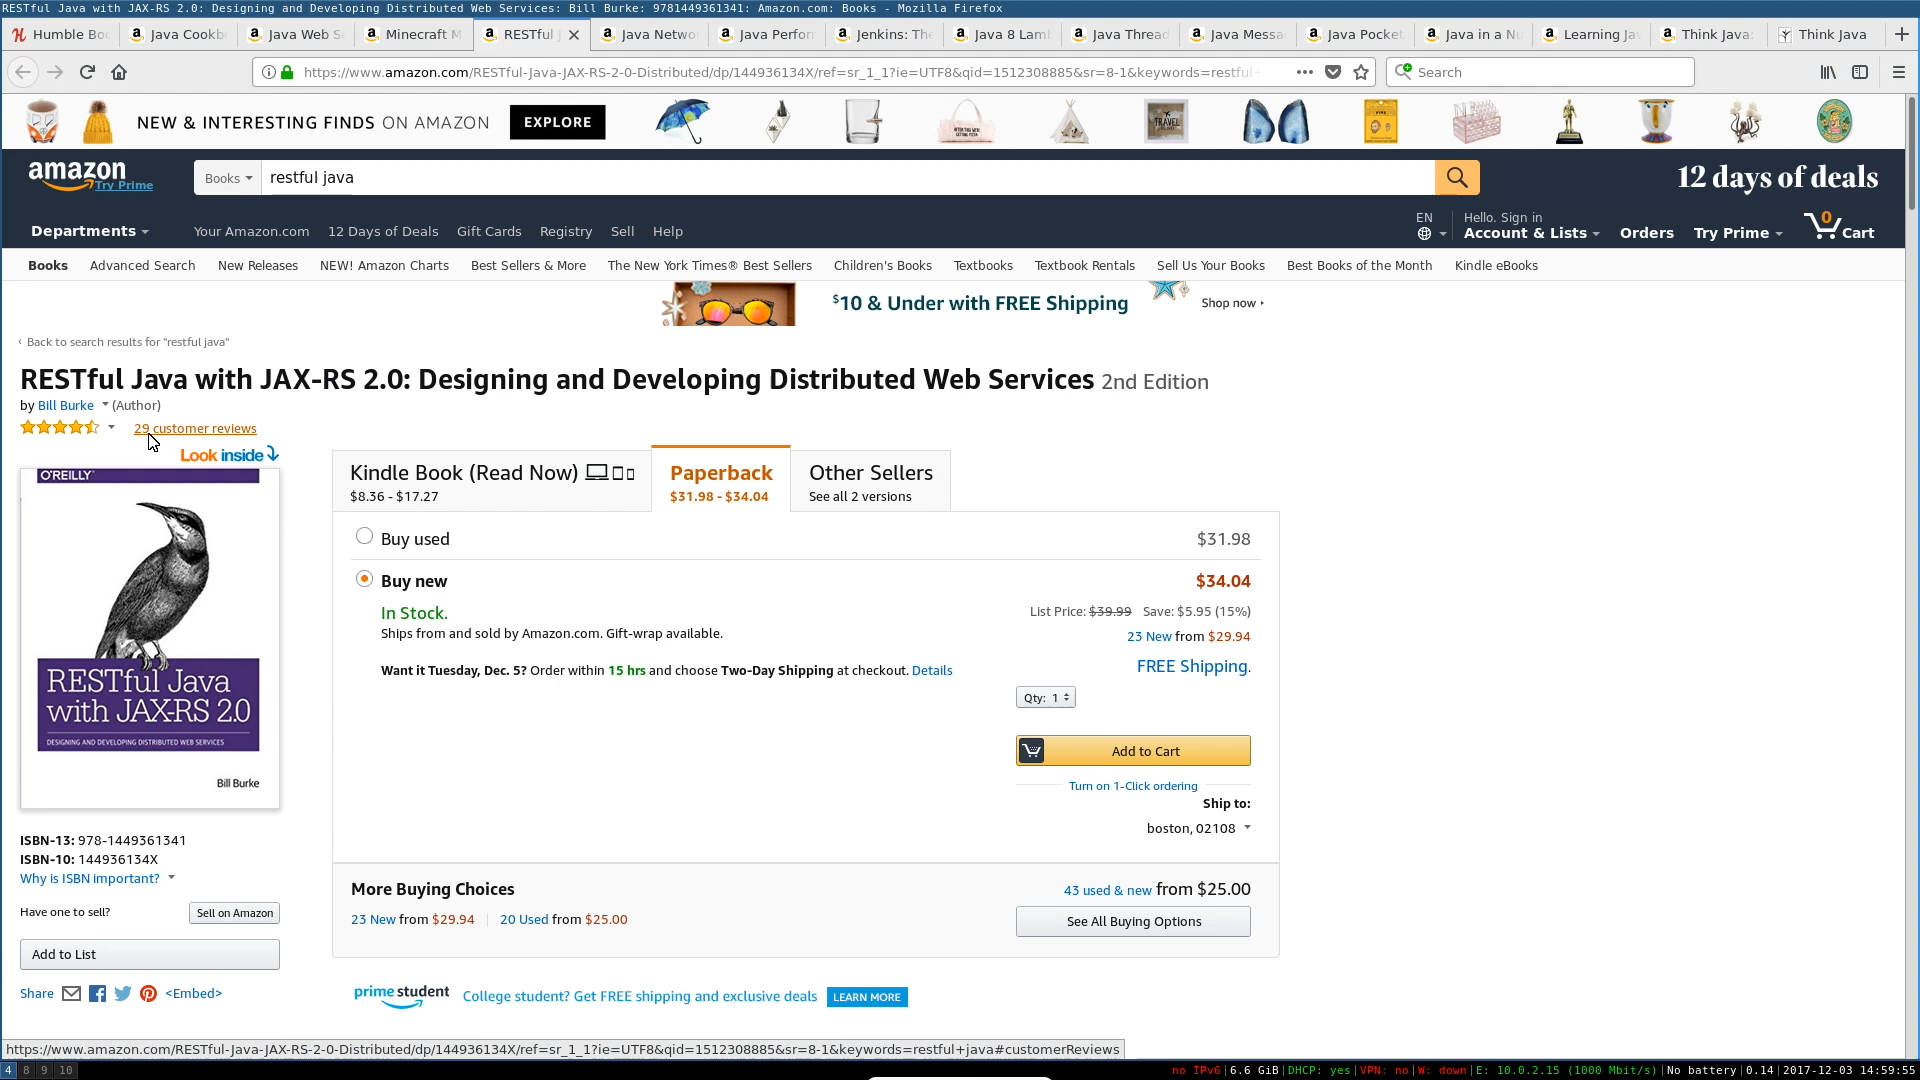 RESTful Java with JAX-RS 2.0: Designing and Developing Distributed Web Services: Bill Burke: 9781449361341: Amazon.com: Books - Mozilla Firefox
Humble Bo Java Cookb Java Web S Minecraft M RESTful J Java Netwo Java Perfor Jenkins: The Java 8 Lam Java Thread Java Messa Java Pocket Java in a Nu Learning Ja Think Java: Think Java
https://www.amazon.com/RESTful-Java-JAX-RS-2-0-Distributed/dp/144936134X/ref=sr_1_1?ie=UTF8&qid=1512308885&sr=8-1&keywords=restful+ Search
NEW & INTERESTING FINDS ON AMAZON EXPLORE
TRAVEL
amazon Try Prime
Books restful java
12 days of deals
Departments Your Amazon.com 12 Days of Deals Gift Cards Registry Sell Help
EN Hello. Sign in Account & Lists Orders Try Prime 0 Cart
Books Advanced Search New Releases NEW! Amazon Charts Best Sellers & More The New York Times® Best Sellers Children's Books Textbooks Textbook Rentals Sell Us Your Books Best Books of the Month Kindle eBooks
$10 & Under with FREE Shipping Shop now ›
‹ Back to search results for "restful java"
RESTful Java with JAX-RS 2.0: Designing and Developing Distributed Web Services 2nd Edition
by Bill Burke (Author)
29 customer reviews
Look inside
O'REILLY®
RESTful Java
with JAX-RS 2.0
DESIGNING AND DEVELOPING DISTRIBUTED WEB SERVICES
Bill Burke
ISBN-13: 978-1449361341
ISBN-10: 144936134X
Why is ISBN important?
Have one to sell? Sell on Amazon
Add to List
Share <Embed>
Kindle Book (Read Now)
$8.36 - $17.27
Paperback
$31.98 - $34.04
Other Sellers
See all 2 versions
Buy used $31.98
Buy new $34.04
In Stock.
Ships from and sold by Amazon.com. Gift-wrap available.
List Price: $39.99 Save: $5.95 (15%)
23 New from $29.94
FREE Shipping.
Want it Tuesday, Dec. 5? Order within 15 hrs and choose Two-Day Shipping at checkout. Details
Qty: 1
Add to Cart
Turn on 1-Click ordering
Ship to:
boston, 02108
More Buying Choices
43 used & new from $25.00
23 New from $29.94 20 Used from $25.00
See All Buying Options
prime student College student? Get FREE shipping and exclusive deals LEARN MORE
https://www.amazon.com/RESTful-Java-JAX-RS-2-0-Distributed/dp/144936134X/ref=sr_1_1?ie=UTF8&qid=1512308885&sr=8-1&keywords=restful+java#customerReviews
4 8 9 10
no IPv6|6.6 GiB|DHCP: yes|VPN: no|W: down|E: 10.0.2.15 (1000 Mbit/s)|No battery|0.14|2017-12-03 14:59:55